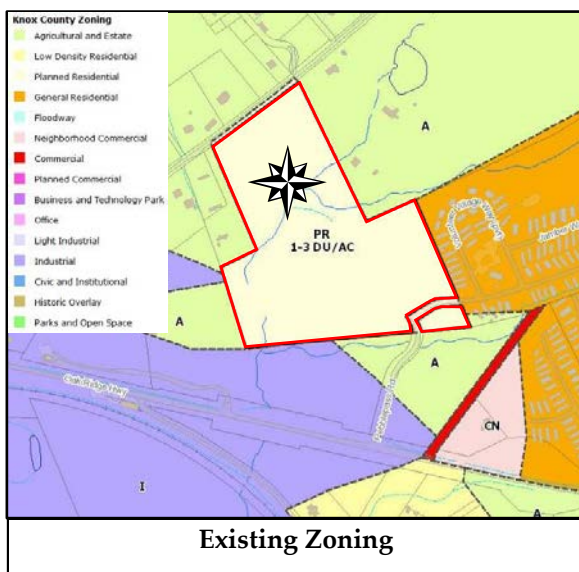 Knox County Zoning
Agricultural and Estate
Low Density Residential
Planned Residential
General Residential
Floodway
Neighborhood Commercial
Commercial
Planned Commercial
Business and Technology Park
Office
Light Industrial
Industrial
Civic and Institutional
Historic Overlay
Parks and Open Space
A
PR
1-3 DU/AC
A
A
CN
Oak Ridge Hwy
I
A
Existing Zoning